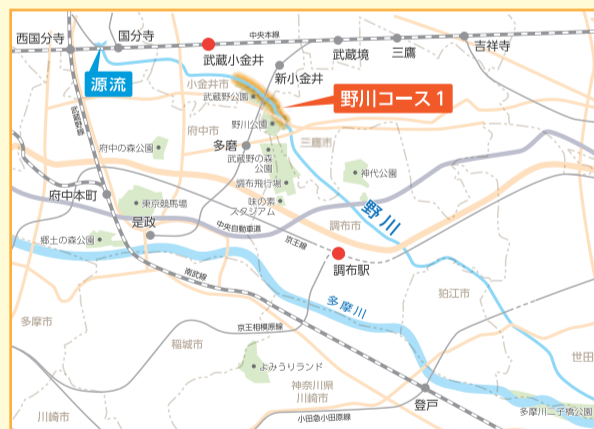 西国分寺
国分寺
中央本線
武蔵小金井
武蔵境
三鷹
吉祥寺
新小金井
源流
小金井市
武蔵野公園
野川コース1
武蔵野線
府中市
野川公園
三鷹市
多磨
府中の森公園
武蔵野の森
公園
神代公園
調布飛行場
府中本町
東京競馬場
味の素
スタジアム
野川
是政
中央自動車道
調布市
郷土の森公園
京王線
調布駅
南武線
多摩川
狛江市
多摩市
京王相模原線
稲城市
世田
よみうりランド
神奈川県
川崎市
登戸
多摩川二子橋公園
川崎市
小田急小田原線